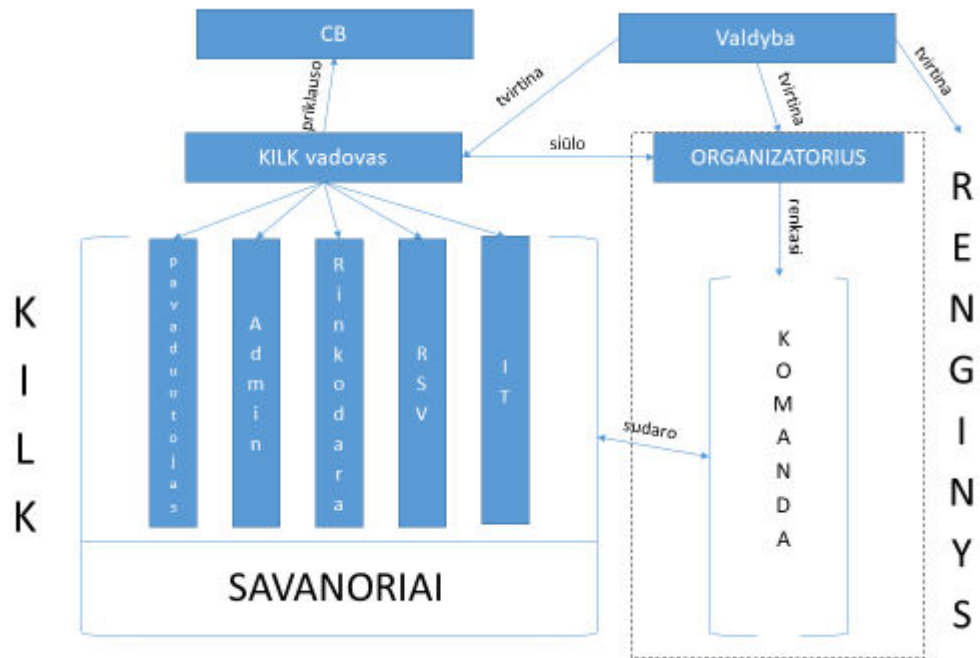 CB
Valdyba
priklauso
tvirtina
tvirtina
tvirtina
KILK vadovas
siūlo
ORGANIZATORIUS
renkasi
KILK
pavaduotojas
Admin
Rinkodara
RSV
IT
SAVANORIAI
sudaro
KOMANDA
RENGINYS